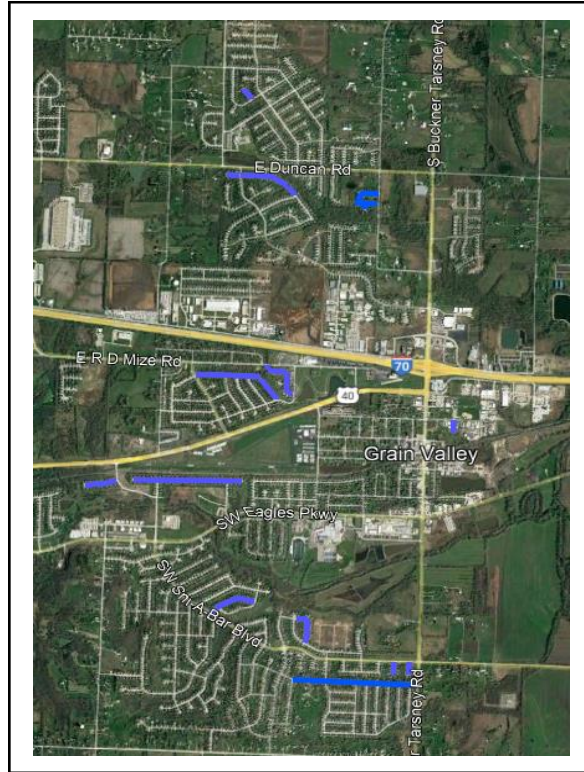 S Buckner Tarsney Rd
E Duncan Rd
E R D Mize Rd
70
40
Grain Valley
SW Eagles Pkwy
SW Sni-A-Bar Blvd
r Tarsney Rd